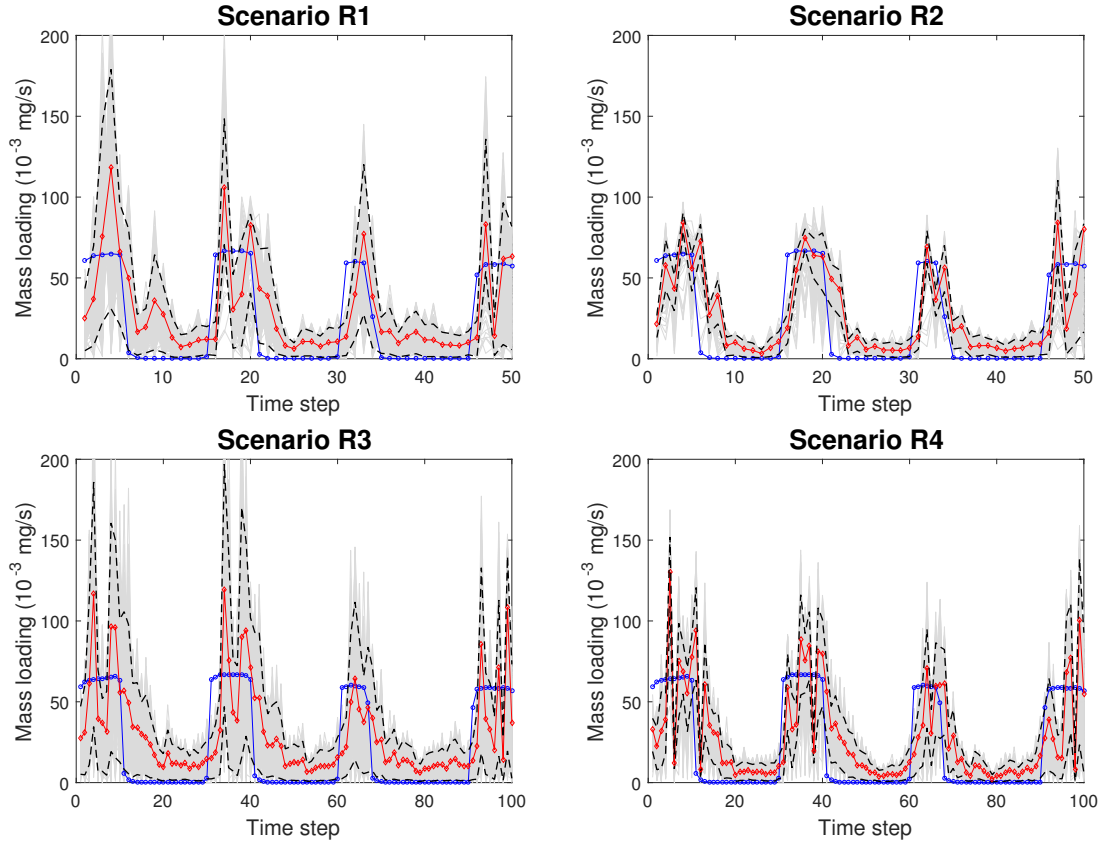 Scenario R1
Mass loading (10⁻³ mg/s)
200
150
100
50
0
0 10 20 30 40 50
Time step
Scenario R2
Mass loading (10⁻³ mg/s)
200
150
100
50
0
0 10 20 30 40 50
Time step
Scenario R3
Mass loading (10⁻³ mg/s)
200
150
100
50
0
0 20 40 60 80 100
Time step
Scenario R4
Mass loading (10⁻³ mg/s)
200
150
100
50
0
0 20 40 60 80 100
Time step